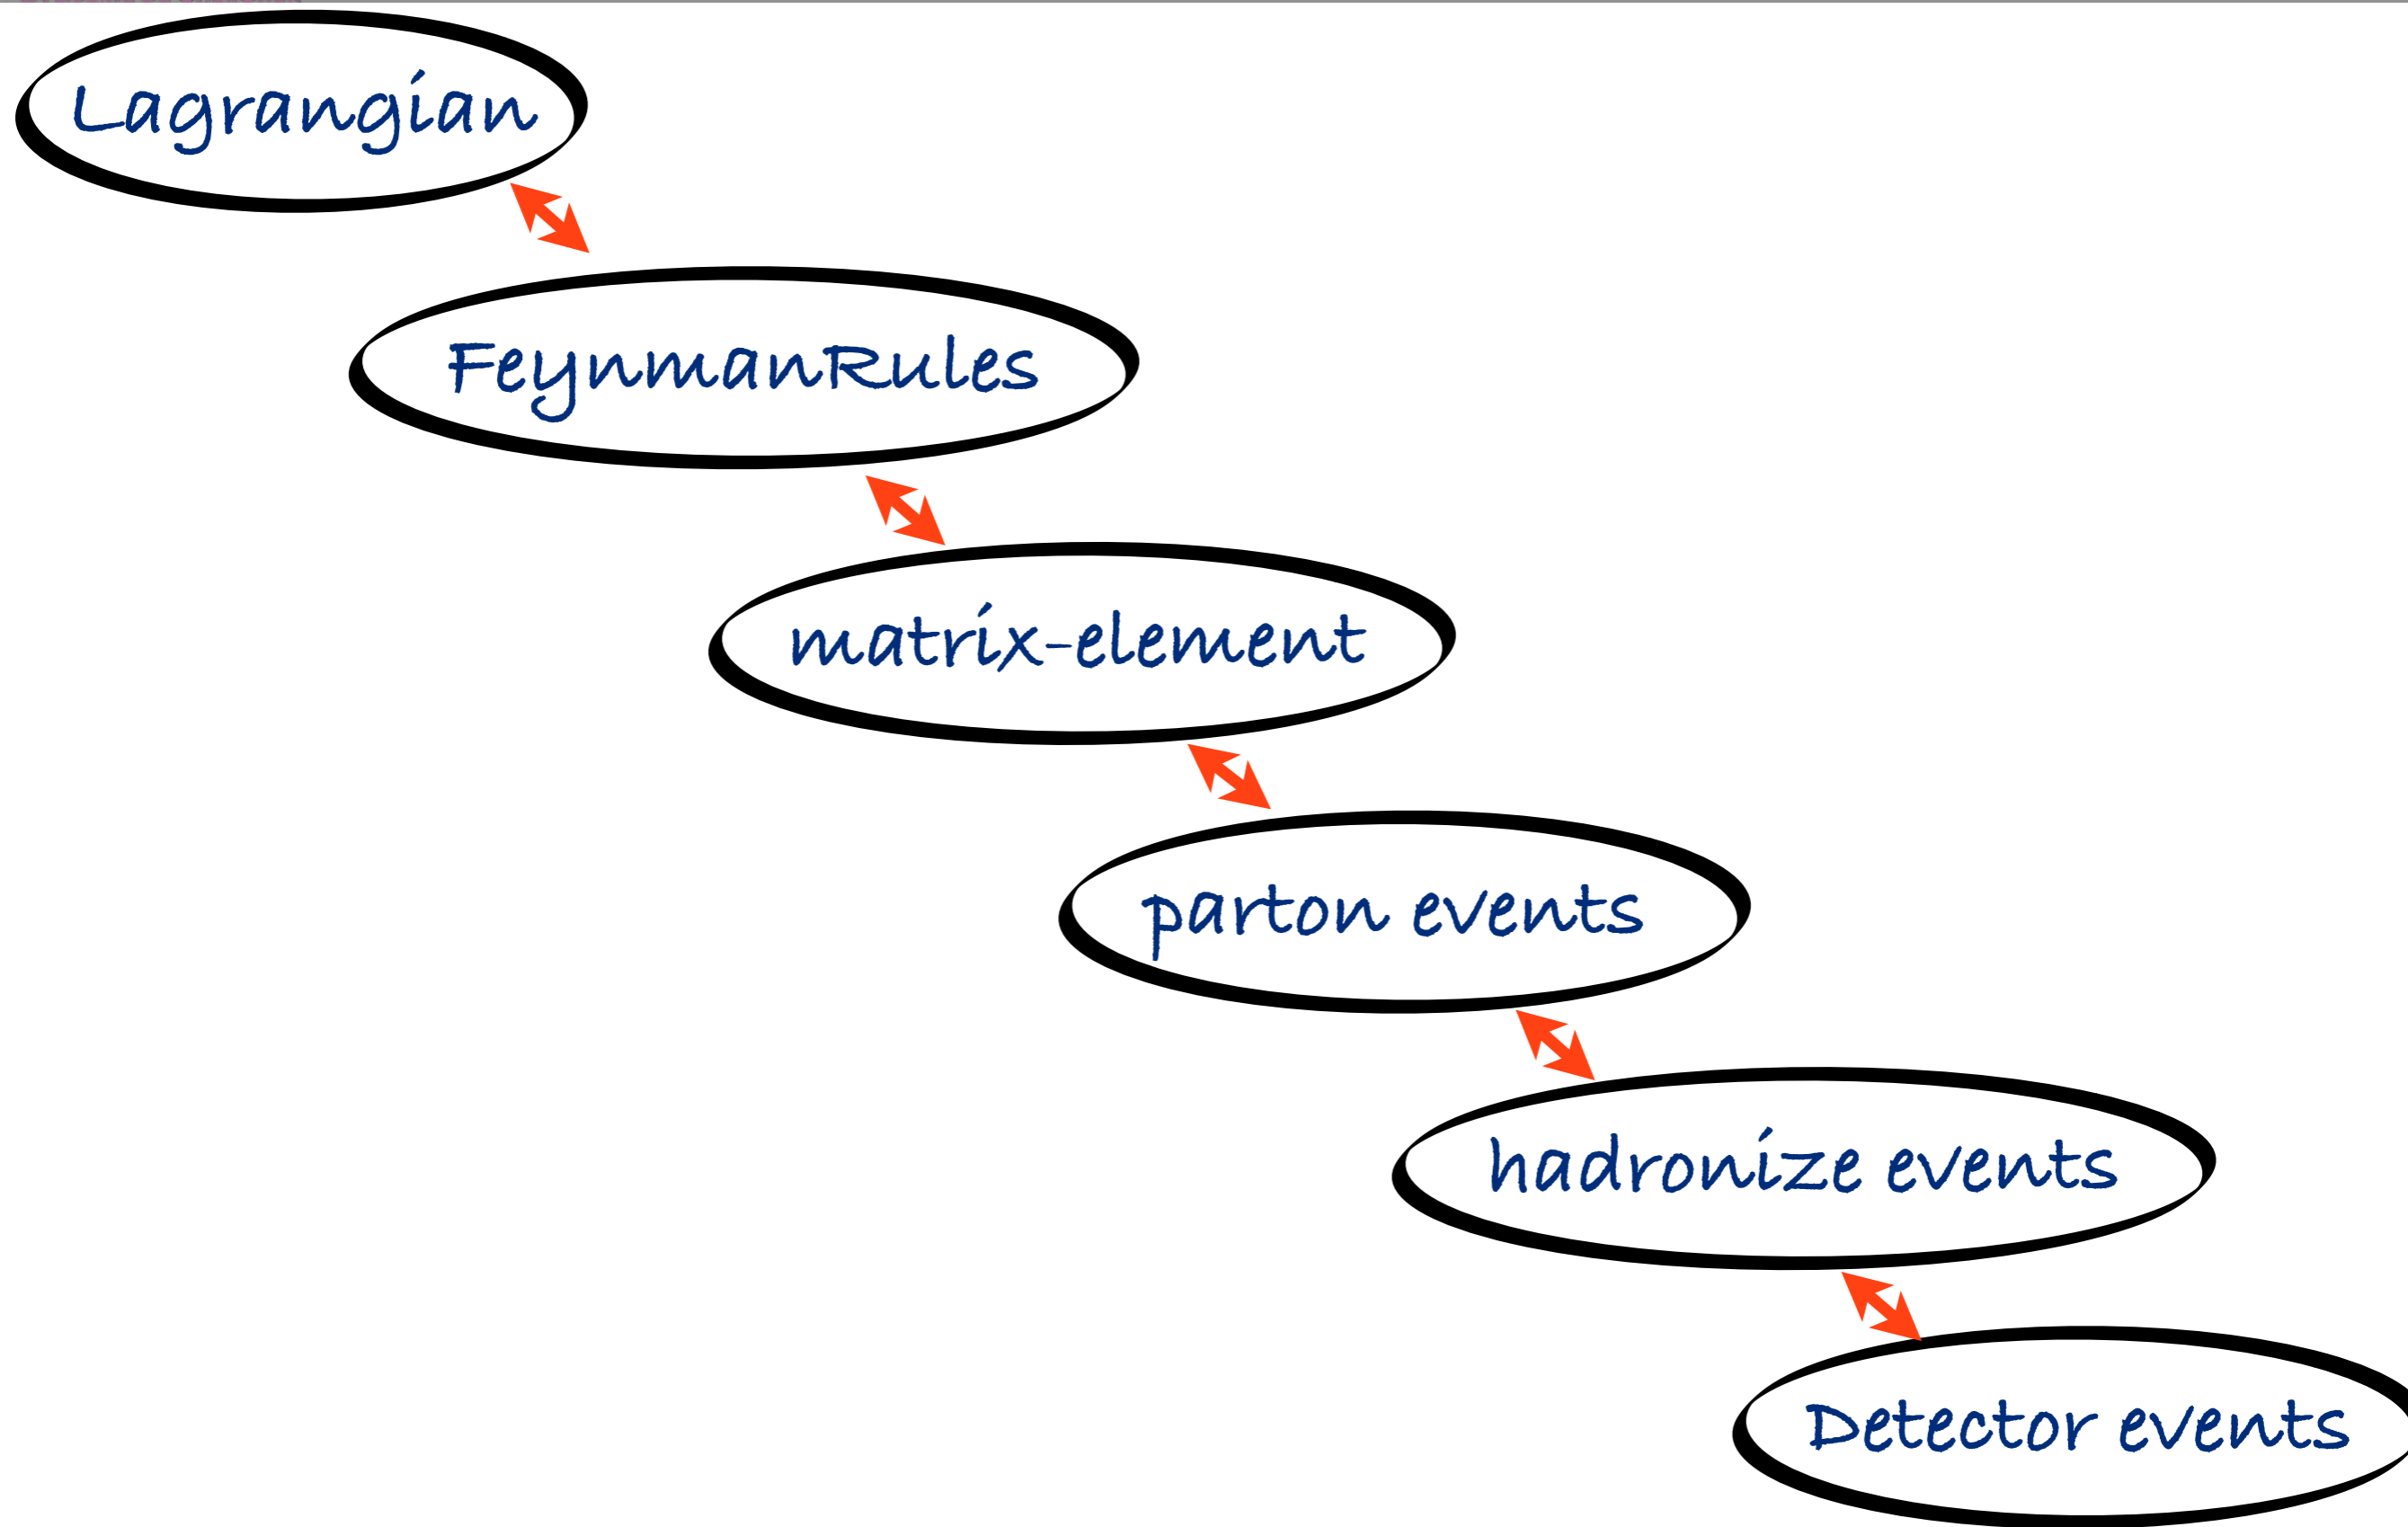 Lagrangian
FeynmanRules
matrix-element
parton events
hadronize events
Detector events